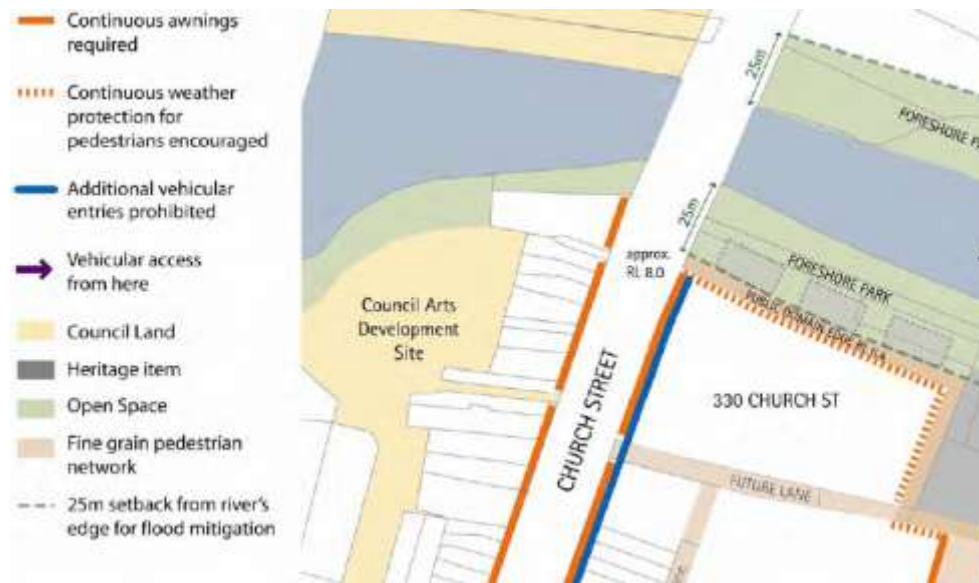 Continuous awnings
required
Continuous weather
protection for
pedestrians encouraged
Additional vehicular
entries prohibited
Vehicular access
from here
Council Land
Heritage item
Open Space
Fine grain pedestrian
network
25m setback from river's
edge for flood mitigation
25m
FORESHORE
25m
approx.
RL 8.0
FORESHORE PARK
PUBLIC DOMAIN
Council Arts
Development
Site
CHURCH STREET
330 CHURCH ST
FUTURE LANE